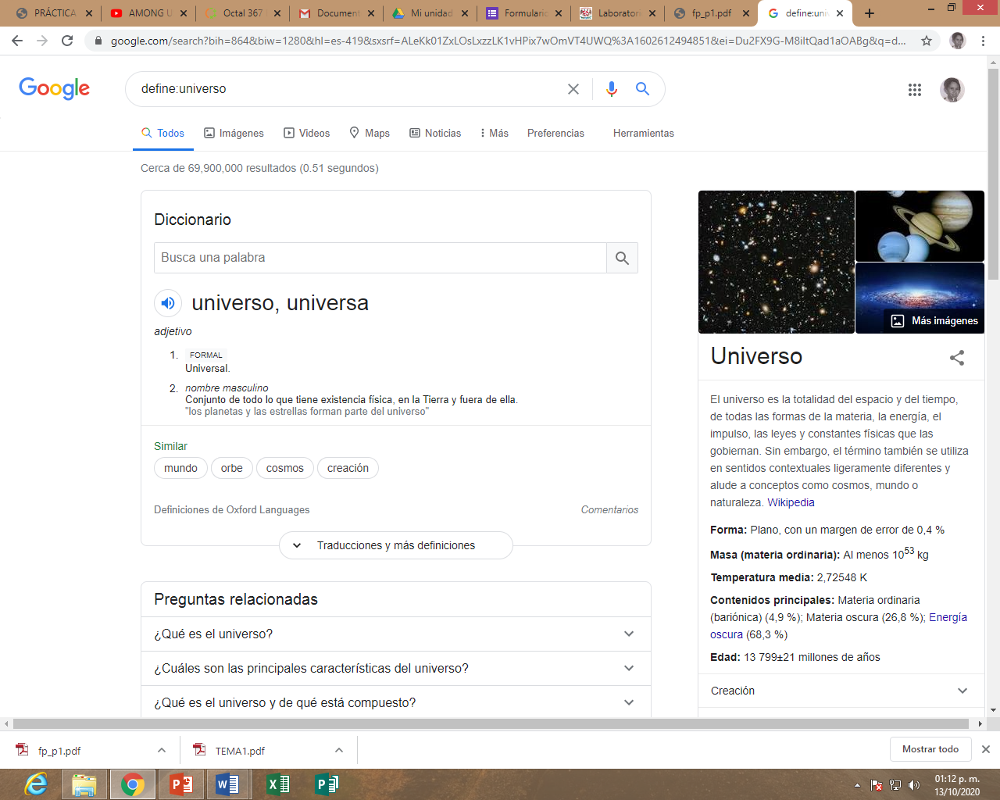 PRÁCTICA
AMONG U
Octal 367
Document
Mi unidad
Formulario
Laboratori
fp_p1.pdf
define:univ
google.com/search?bih=864&biw=1280&hl=es-419&sxsrf=ALeKk01ZxLOsLxzzLK1vHPix7wOmVT4UWQ%3A1602612494851&ei=Du2FX9G-M8iItQad1aOABg&q=d...
Google
define:universo
Todos
Imágenes
Videos
Maps
Noticias
Más
Preferencias
Herramientas
Cerca de 69,900,000 resultados (0.51 segundos)
Diccionario
Busca una palabra
universo, universa
adjetivo
1. FORMAL
Universal.
2. nombre masculino
Conjunto de todo lo que tiene existencia física, en la Tierra y fuera de ella.
"los planetas y las estrellas forman parte del universo"
Similar
mundo
orbe
cosmos
creación
Definiciones de Oxford Languages
Comentarios
Traducciones y más definiciones
Preguntas relacionadas
¿Qué es el universo?
¿Cuáles son las principales características del universo?
¿Qué es el universo y de qué está compuesto?
Más imágenes
Universo
El universo es la totalidad del espacio y del tiempo,
de todas las formas de la materia, la energía, el
impulso, las leyes y constantes físicas que las
gobiernan. Sin embargo, el término también se utiliza
en sentidos contextuales ligeramente diferentes y
alude a conceptos como cosmos, mundo o
naturaleza. Wikipedia
Forma: Plano, con un margen de error de 0,4 %
Masa (materia ordinaria): Al menos 10⁵³ kg
Temperatura media: 2,72548 K
Contenidos principales: Materia ordinaria
(bariónica) (4,9 %); Materia oscura (26,8 %); Energía
oscura (68,3 %)
Edad: 13 799±21 millones de años
Creación
fp_p1.pdf
TEMA1.pdf
Mostrar todo
01:12 p. m.
13/10/2020